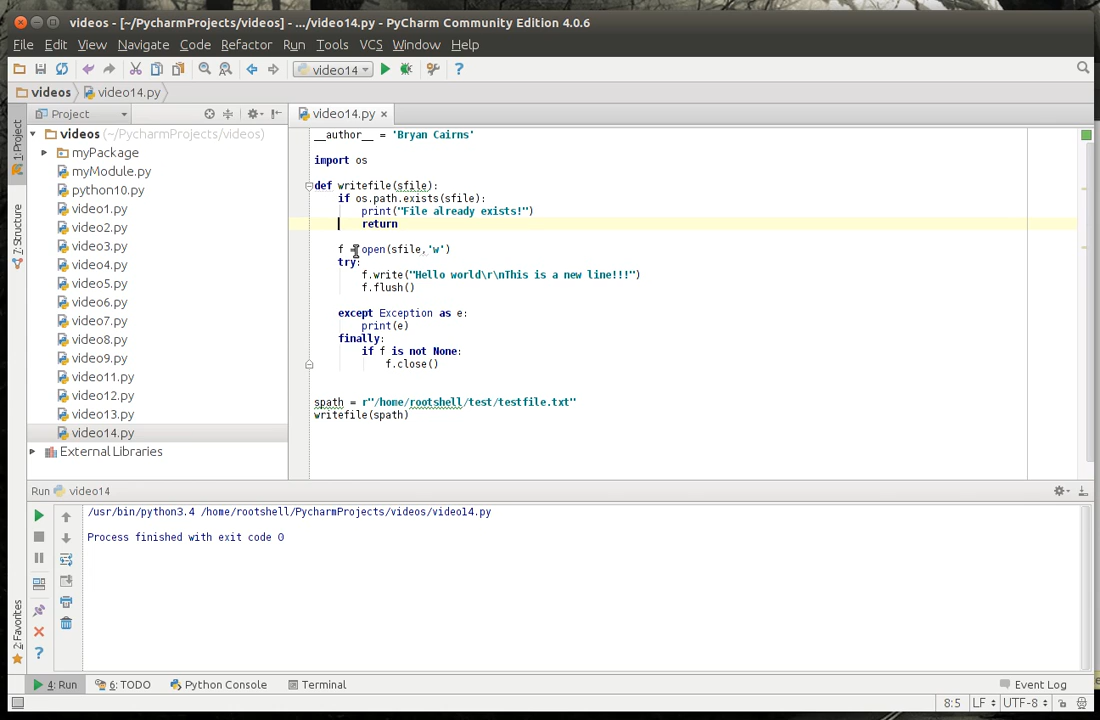 videos - [~/PycharmProjects/videos] - .../video14.py - PyCharm Community Edition 4.0.6
File Edit View Navigate Code Refactor Run Tools VCS Window Help
video14
videos video14.py
Project
video14.py
1: Project
7: Structure
2: Favorites
videos (~/PycharmProjects/videos)
myPackage
myModule.py
python10.py
video1.py
video2.py
video3.py
video4.py
video5.py
video6.py
video7.py
video8.py
video9.py
video11.py
video12.py
video13.py
video14.py
External Libraries
__author__ = 'Bryan Cairns'
import os
def writefile(sfile):
if os.path.exists(sfile):
print("File already exists!")
return
f = open(sfile,'w')
try:
f.write("Hello world\r\nThis is a new line!!!")
f.flush()
except Exception as e:
print(e)
finally:
if f is not None:
f.close()
spath = r"/home/rootshell/test/testfile.txt"
writefile(spath)
Run video14
/usr/bin/python3.4 /home/rootshell/PycharmProjects/videos/video14.py
Process finished with exit code 0
4: Run 6: TODO Python Console Terminal Event Log
8:5 LF UTF-8